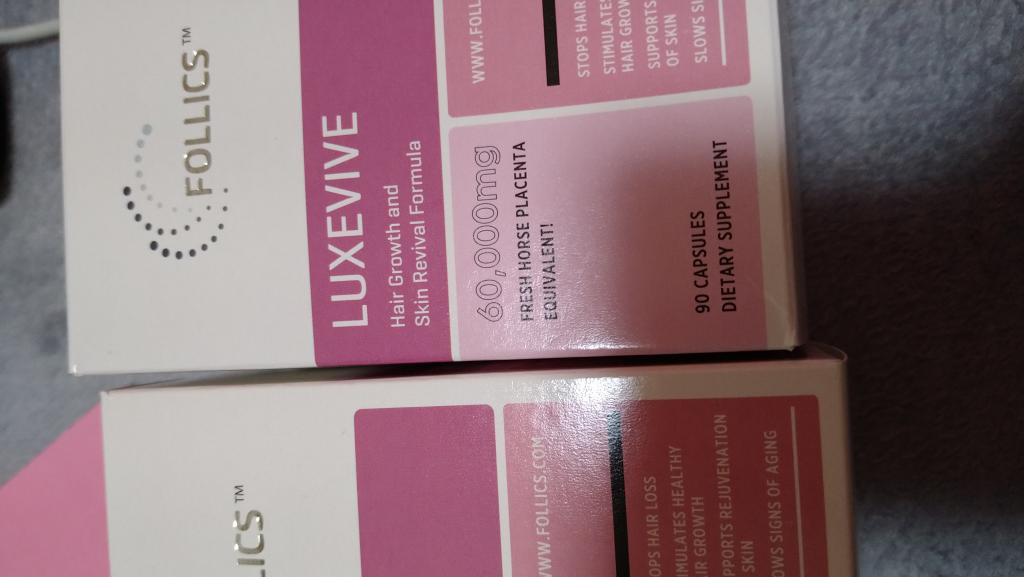 FOLLICS™
LUXEVIVE
Hair Growth and
Skin Revival Formula
60,000mg
FRESH HORSE PLACENTA
EQUIVALENT!
90 CAPSULES
DIETARY SUPPLEMENT
WWW.FOLL
STOPS HAIR
STIMULATES
HAIR GROW
SUPPORTS
OF SKIN
SLOWS SI
LICS™
WWW.FOLLICS.COM
OPS HAIR LOSS
IMULATES HEALTHY
IR GROWTH
PPORTS REJUVENATION
SKIN
OWS SIGNS OF AGING